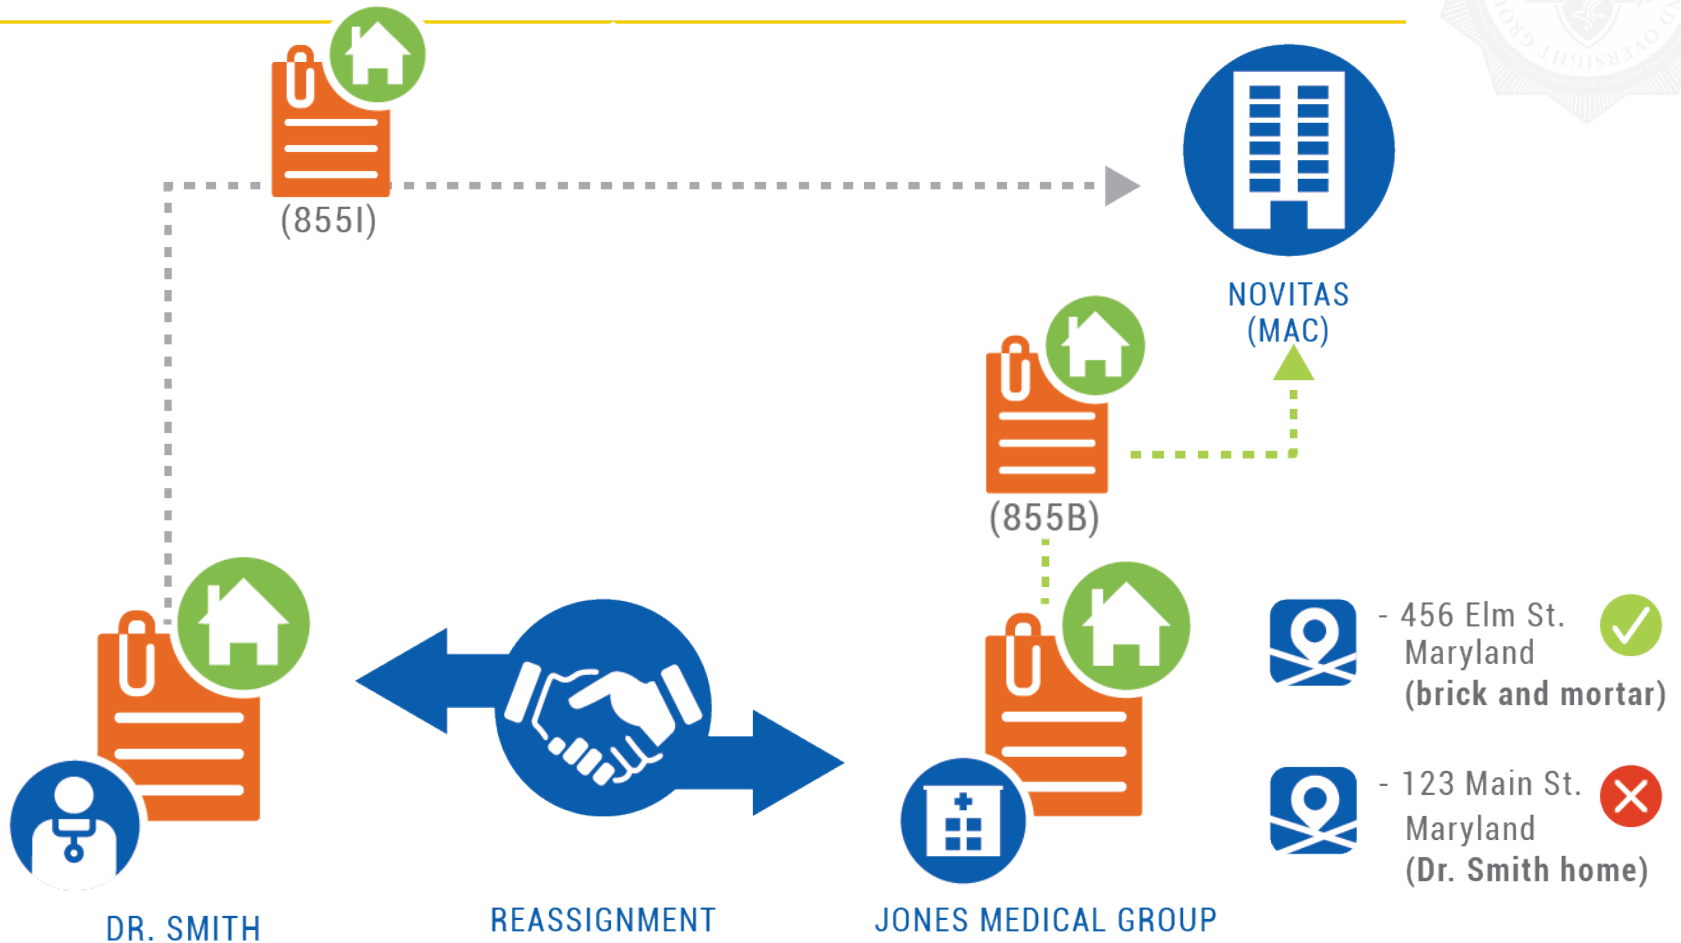 (855I)
NOVITAS
(MAC)
(855B)
- 456 Elm St.
Maryland
(brick and mortar)
- 123 Main St.
Maryland
(Dr. Smith home)
DR. SMITH
REASSIGNMENT
JONES MEDICAL GROUP
OVERSIGHT